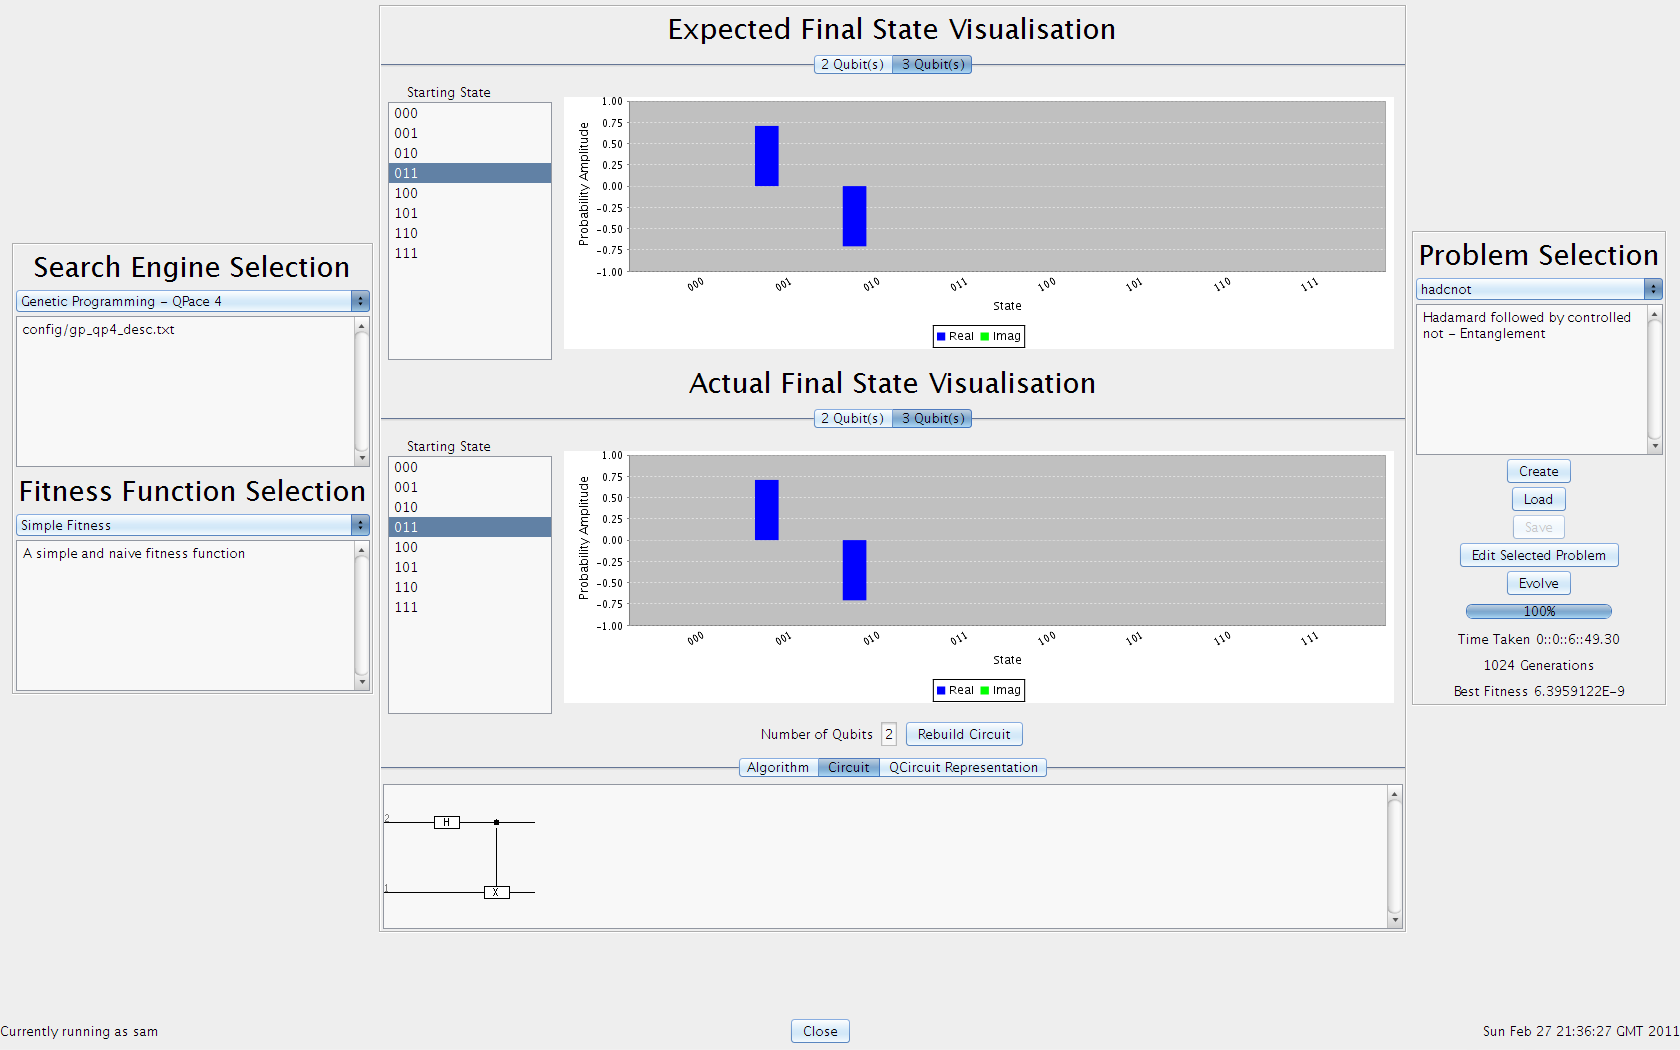 Expected Final State Visualisation
2 Qubit(s) 3 Qubit(s)
Starting State
000
001
010
011
100
101
110
111
Probability Amplitude
1.00
0.75
0.50
0.25
0.00
-0.25
-0.50
-0.75
-1.00
000 001 010 011 100 101 110 111
State
Real Imag
Actual Final State Visualisation
2 Qubit(s) 3 Qubit(s)
Starting State
000
001
010
011
100
101
110
111
Probability Amplitude
1.00
0.75
0.50
0.25
0.00
-0.25
-0.50
-0.75
-1.00
000 001 010 011 100 101 110 111
State
Real Imag
Number of Qubits 2 Rebuild Circuit
Algorithm Circuit QCircuit Representation
2 H
1 X
Search Engine Selection
Genetic Programming - QPace 4
config/gp_qp4_desc.txt
Fitness Function Selection
Simple Fitness
A simple and naive fitness function
Problem Selection
hadcnot
Hadamard followed by controlled
not - Entanglement
Create
Load
Save
Edit Selected Problem
Evolve
100%
Time Taken 0::0::6::49.30
1024 Generations
Best Fitness 6.3959122E-9
Currently running as sam
Close
Sun Feb 27 21:36:27 GMT 2011